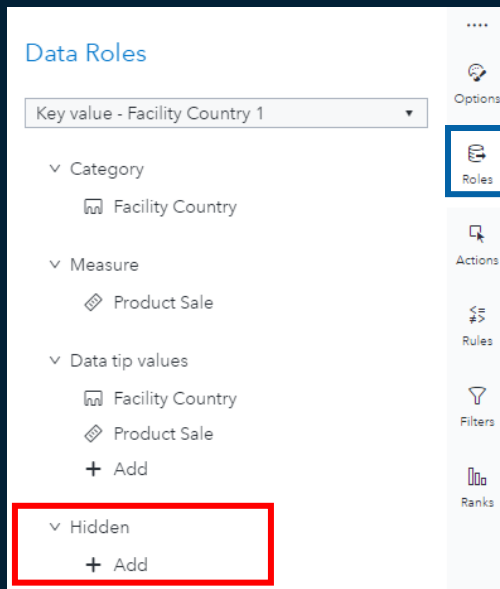 Data Roles
Key value - Facility Country 1
Category
Facility Country
Measure
Product Sale
Data tip values
Facility Country
Product Sale
+ Add
Hidden
+ Add
Options
Roles
Actions
Rules
Filters
Ranks